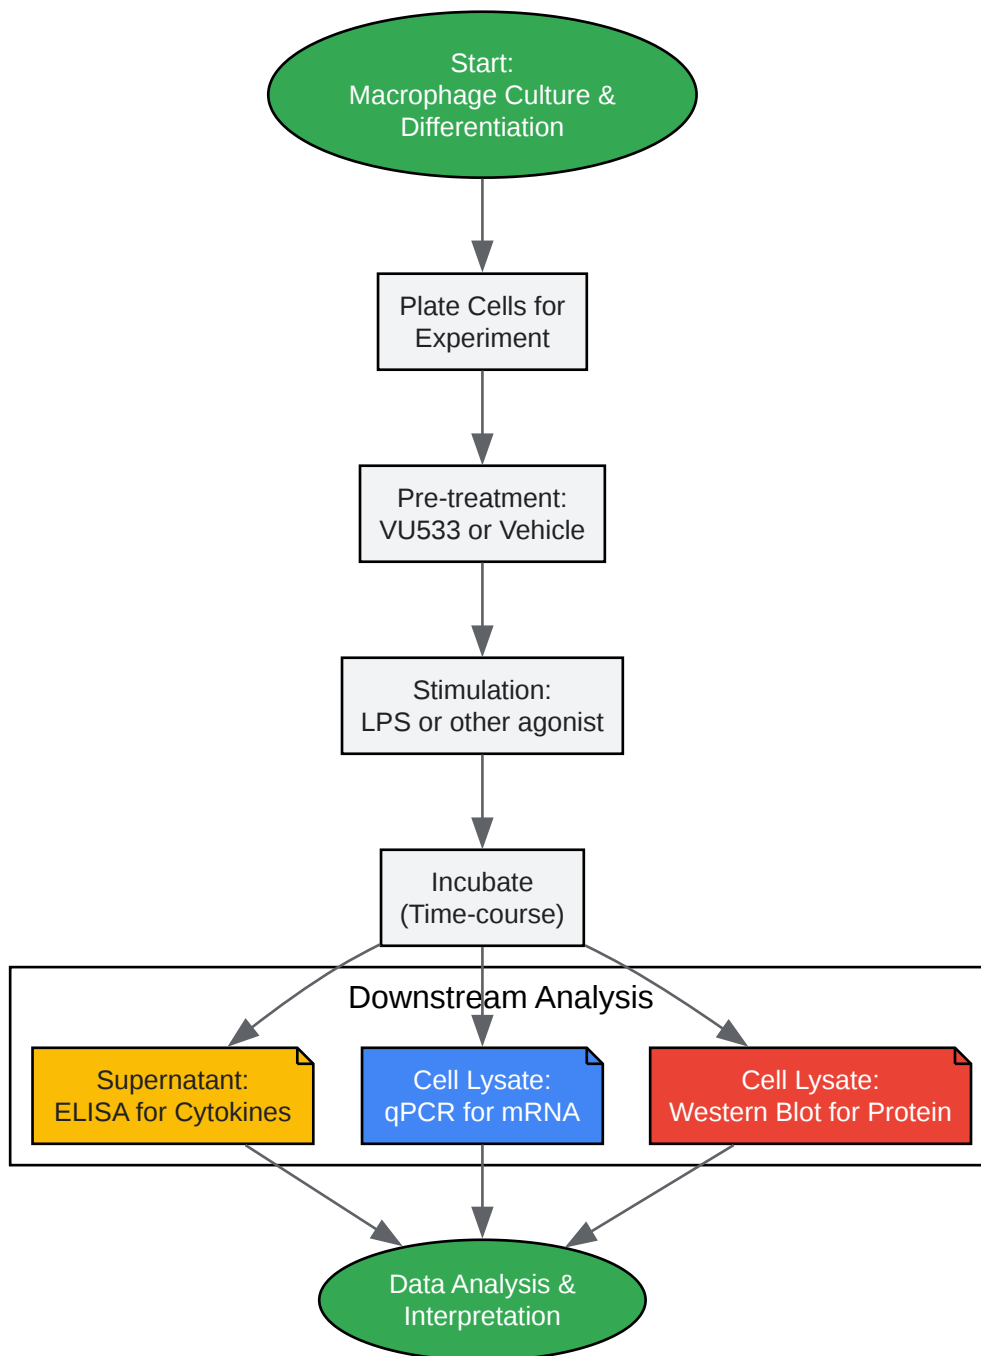 Start:
Macrophage Culture &
Differentiation
Plate Cells for
Experiment
Pre-treatment:
VU533 or Vehicle
Stimulation:
LPS or other agonist
Incubate
(Time-course)
Downstream Analysis
Supernatant:
ELISA for Cytokines
Cell Lysate:
qPCR for mRNA
Cell Lysate:
Western Blot for Protein
Data Analysis &
Interpretation